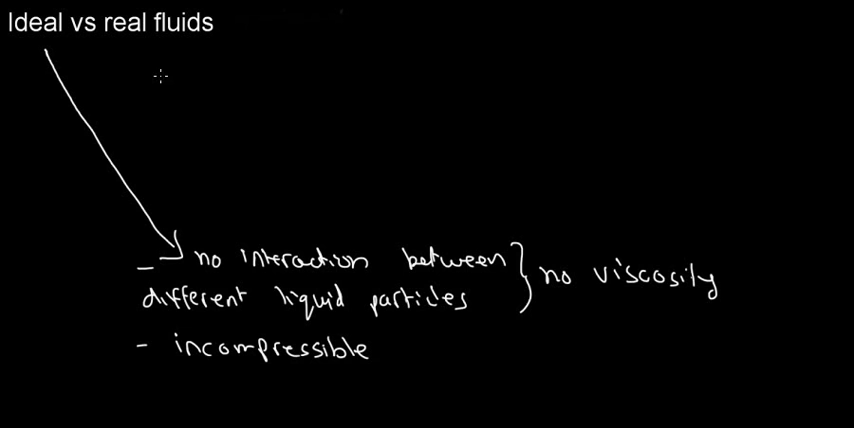 Ideal vs real fluids
- no interaction between
different liquid particles } no viscosity
- incompressible